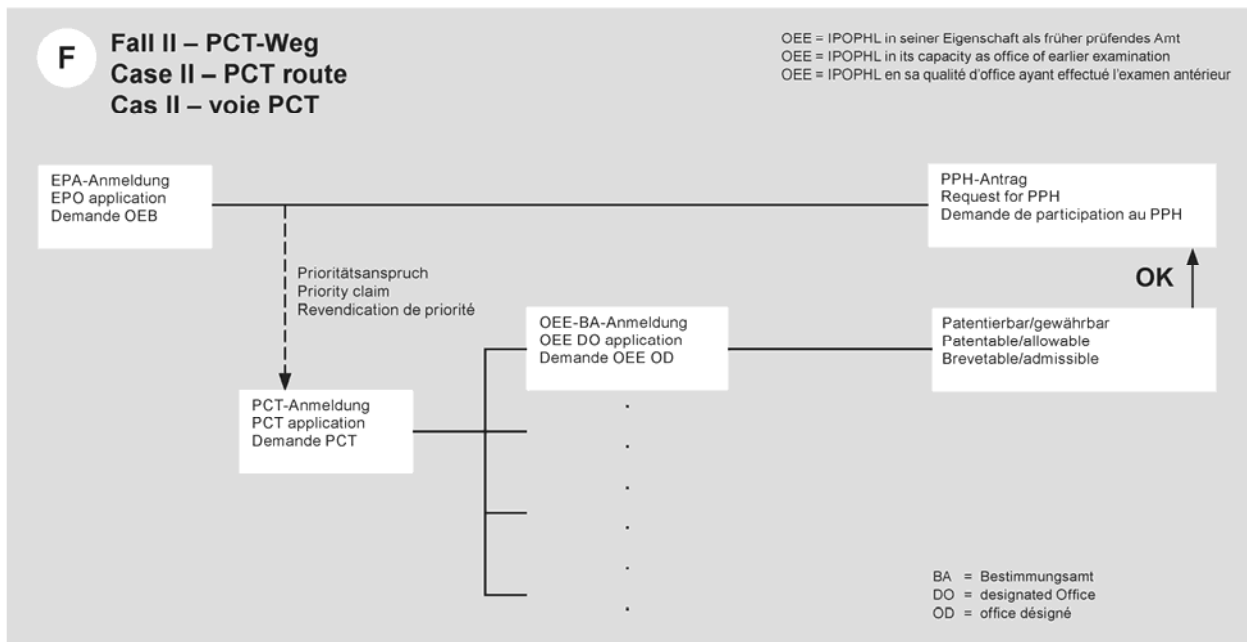 F
Fall II – PCT-Weg
Case II – PCT route
Cas II – voie PCT
OEE = IPOPHL in seiner Eigenschaft als früher prüfendes Amt
OEE = IPOPHL in its capacity as office of earlier examination
OEE = IPOPHL en sa qualité d'office ayant effectué l'examen antérieur
EPA-Anmeldung
EPO application
Demande OEB
PPH-Antrag
Request for PPH
Demande de participation au PPH
Prioritätsanspruch
Priority claim
Revendication de priorité
OK
OEE-BA-Anmeldung
OEE DO application
Demande OEE OD
Patentierbar/gewährbar
Patentable/allowable
Brevetable/admissible
PCT-Anmeldung
PCT application
Demande PCT
BA = Bestimmungsamt
DO = designated Office
OD = office désigné